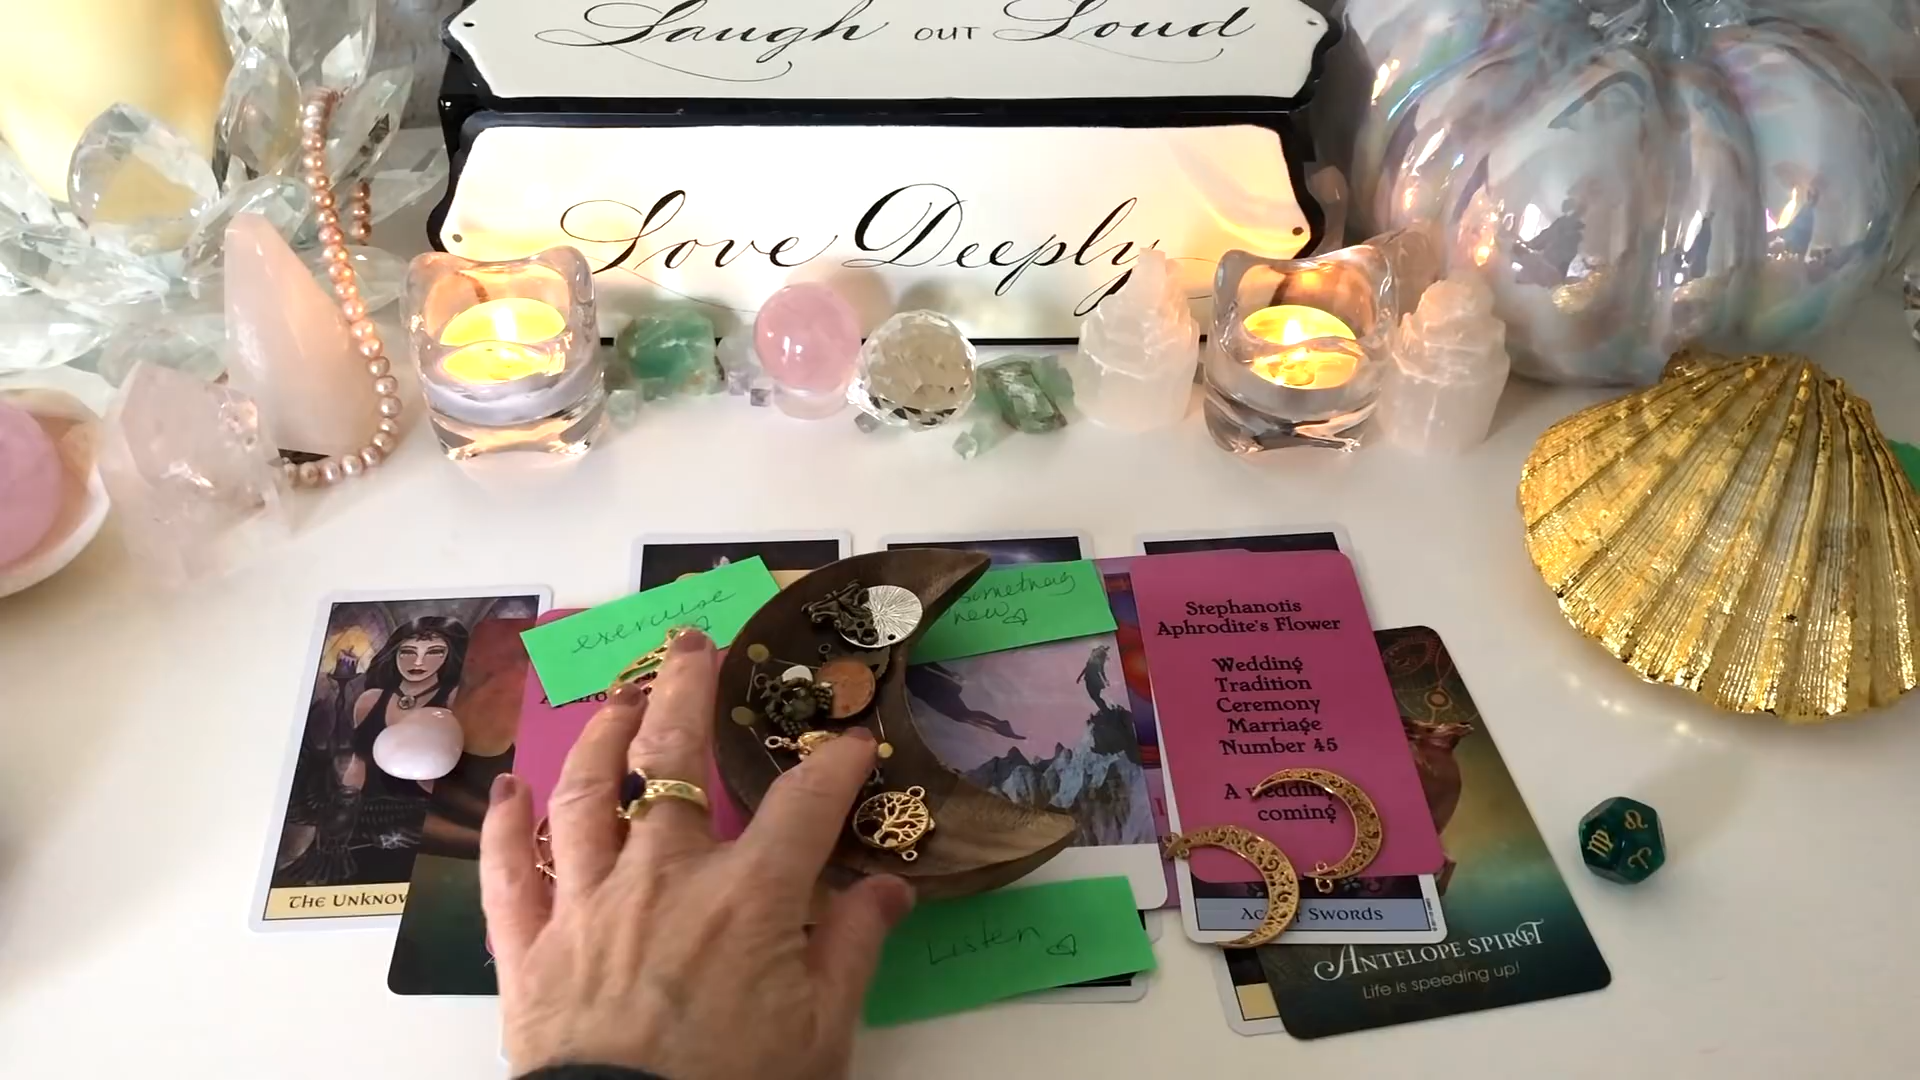 Laugh OUT Loud
Love Deeply
exercise
something
new
Stephanotis
Aphrodite's Flower
Wedding
Tradition
Ceremony
Marriage
Number 45
A wedding
coming
THE UNKNOW
SWORDS
Listen
ANTELOPE SPIRIT
Life is speeding up!